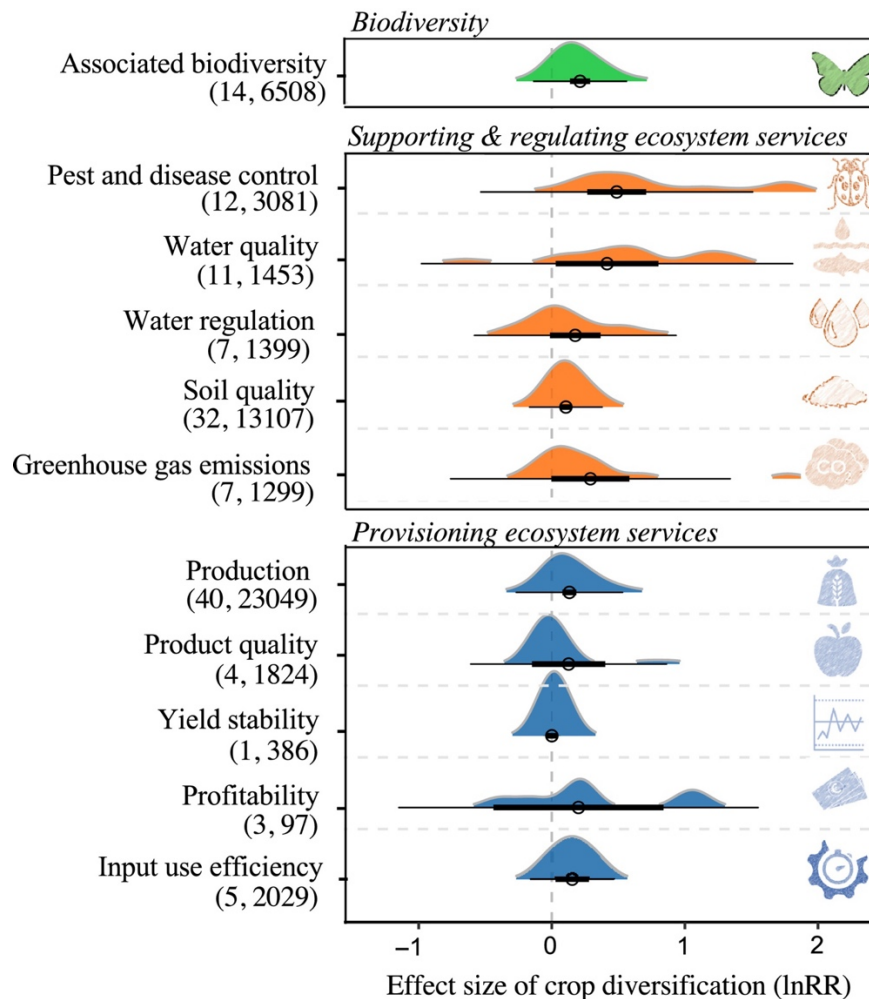 Biodiversity
Associated biodiversity
(14, 6508)
Supporting & regulating ecosystem services
Pest and disease control
(12, 3081)
Water quality
(11, 1453)
Water regulation
(7, 1399)
Soil quality
(32, 13107)
Greenhouse gas emissions
(7, 1299)
CO
Provisioning ecosystem services
Production
(40, 23049)
Product quality
(4, 1824)
Yield stability
(1, 386)
Profitability
(3, 97)
Input use efficiency
(5, 2029)
−1 0 1 2
Effect size of crop diversification (lnRR)